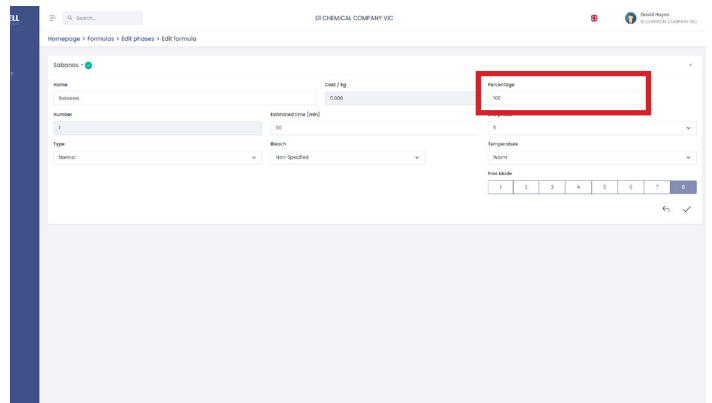 ELL
Search...
01 CHEMICAL COMPANY VIC
David Hayes
01 CHEMICAL COMPANY VIC
Homepage > Formulas > Edit phases > Edit formula
Sabanas -
×
Name
Cost / kg
Percentage
Sabanas
0.000
100
Number
Estimated time (min)
1
60
5
Type
Bleach
Temperature
Normal
Non-Specified
Warm
Free Mode
1 2 3 4 5 6 7 8